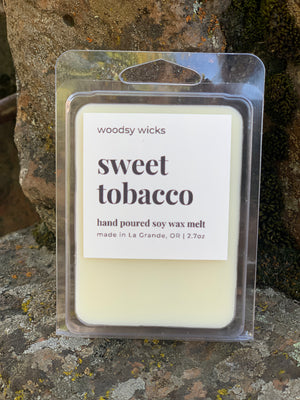 woodsy wicks
sweet
tobacco
hand poured soy wax melt
made in La Grande, OR | 2.7oz